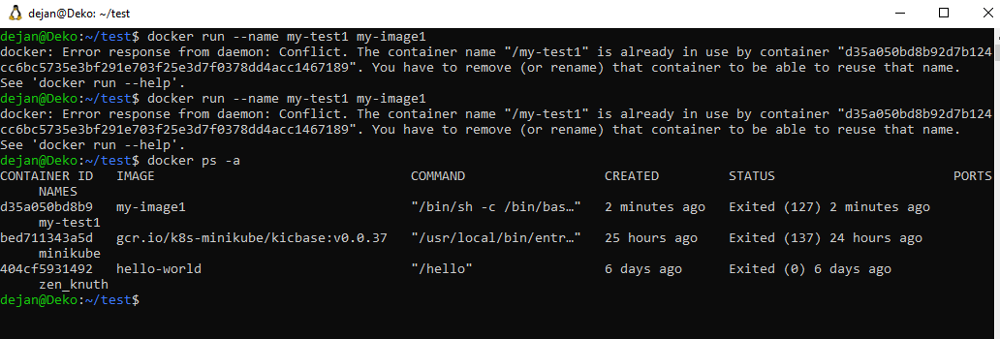 dejan@Deko: ~/test
dejan@Deko:~/test$ docker run --name my-test1 my-image1
docker: Error response from daemon: Conflict. The container name "/my-test1" is already in use by container "d35a050bd8b92d7b124
cc6bc5735e3bf291e703f25e3d7f0378dd4acc1467189". You have to remove (or rename) that container to be able to reuse that name.
See 'docker run --help'.
dejan@Deko:~/test$ docker run --name my-test1 my-image1
docker: Error response from daemon: Conflict. The container name "/my-test1" is already in use by container "d35a050bd8b92d7b124
cc6bc5735e3bf291e703f25e3d7f0378dd4acc1467189". You have to remove (or rename) that container to be able to reuse that name.
See 'docker run --help'.
dejan@Deko:~/test$ docker ps -a
CONTAINER ID   IMAGE                                 COMMAND                  CREATED         STATUS                       PORTS
     NAMES
d35a050bd8b9   my-image1                             "/bin/sh -c /bin/bas…"   2 minutes ago   Exited (127) 2 minutes ago
     my-test1
bed711343a5d   gcr.io/k8s-minikube/kicbase:v0.0.37   "/usr/local/bin/entr…"   25 hours ago    Exited (137) 24 hours ago
     minikube
404cf5931492   hello-world                           "/hello"                 6 days ago      Exited (0) 6 days ago
     zen_knuth
dejan@Deko:~/test$